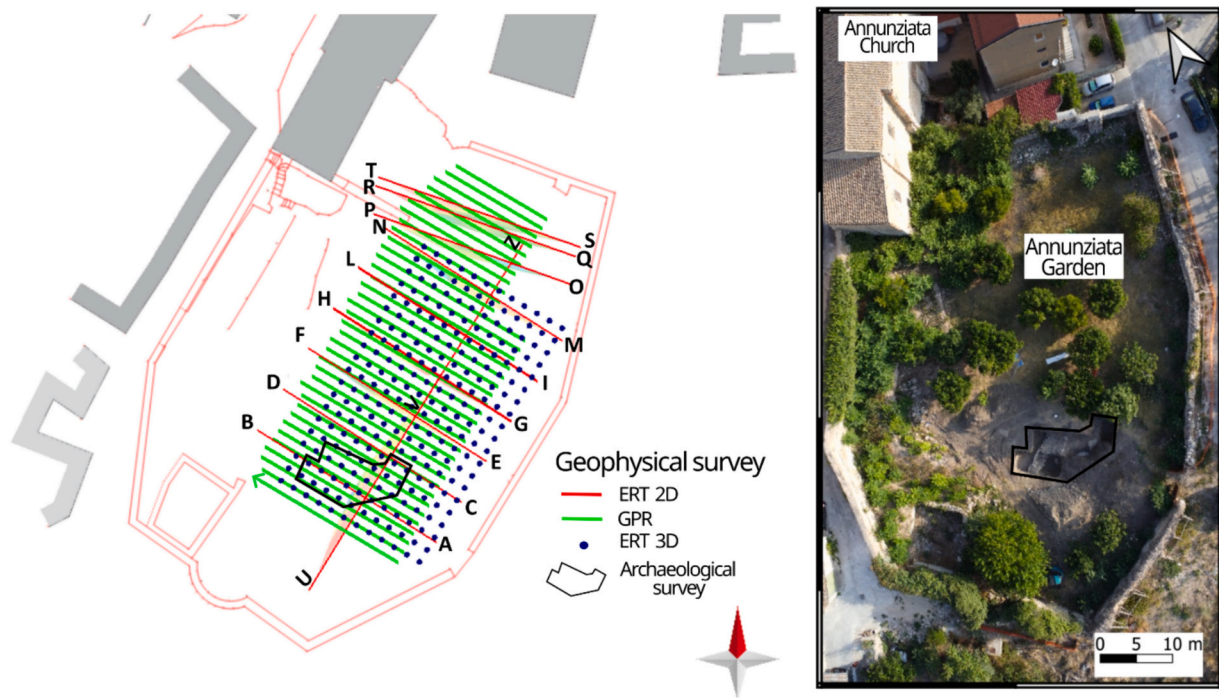 T
R
P
N
L
H
F
D
B
S
Q
O
M
I
G
E
C
A
Z
V
U
Geophysical survey
ERT 2D
GPR
ERT 3D
Archaeological
survey
Annunziata
Church
Annunziata
Garden
0 5 10 m